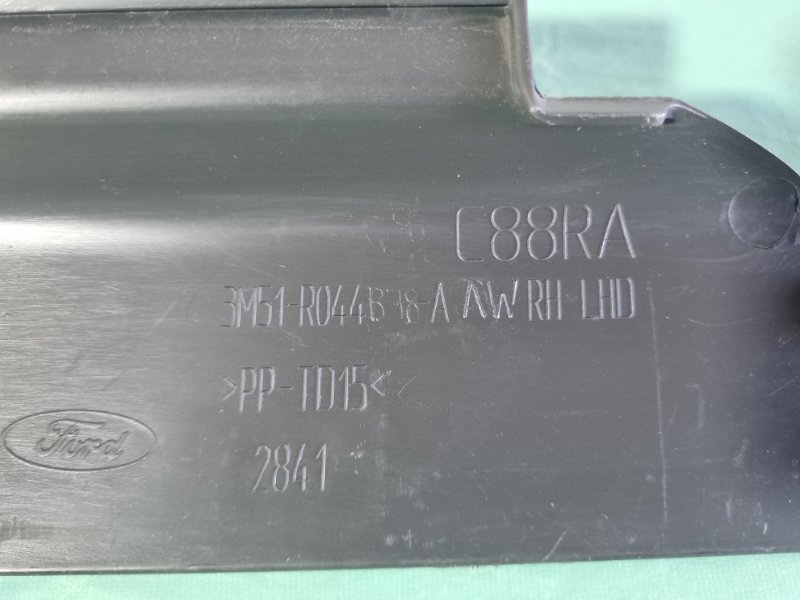 C88RA
3M51-R044B18-A AW RH LHD
>PP-TD15<
Ford
2841